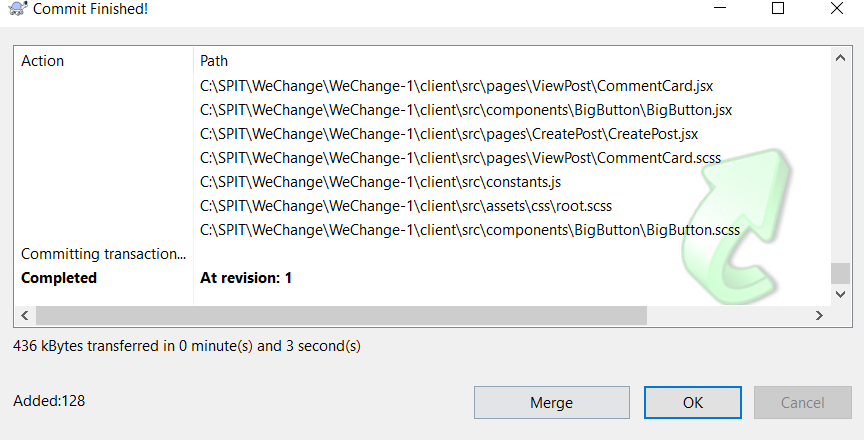 Commit Finished!
Action Path
C:\SPIT\WeChange\WeChange-1\client\src\pages\ViewPost\CommentCard.jsx
C:\SPIT\WeChange\WeChange-1\client\src\components\BigButton\BigButton.jsx
C:\SPIT\WeChange\WeChange-1\client\src\pages\CreatePost\CreatePost.jsx
C:\SPIT\WeChange\WeChange-1\client\src\pages\ViewPost\CommentCard.scss
C:\SPIT\WeChange\WeChange-1\client\src\constants.js
C:\SPIT\WeChange\WeChange-1\client\src\assets\css\root.scss
C:\SPIT\WeChange\WeChange-1\client\src\components\BigButton\BigButton.scss
Committing transaction...
Completed At revision: 1
436 kBytes transferred in 0 minute(s) and 3 second(s)
Added:128 Merge OK Cancel